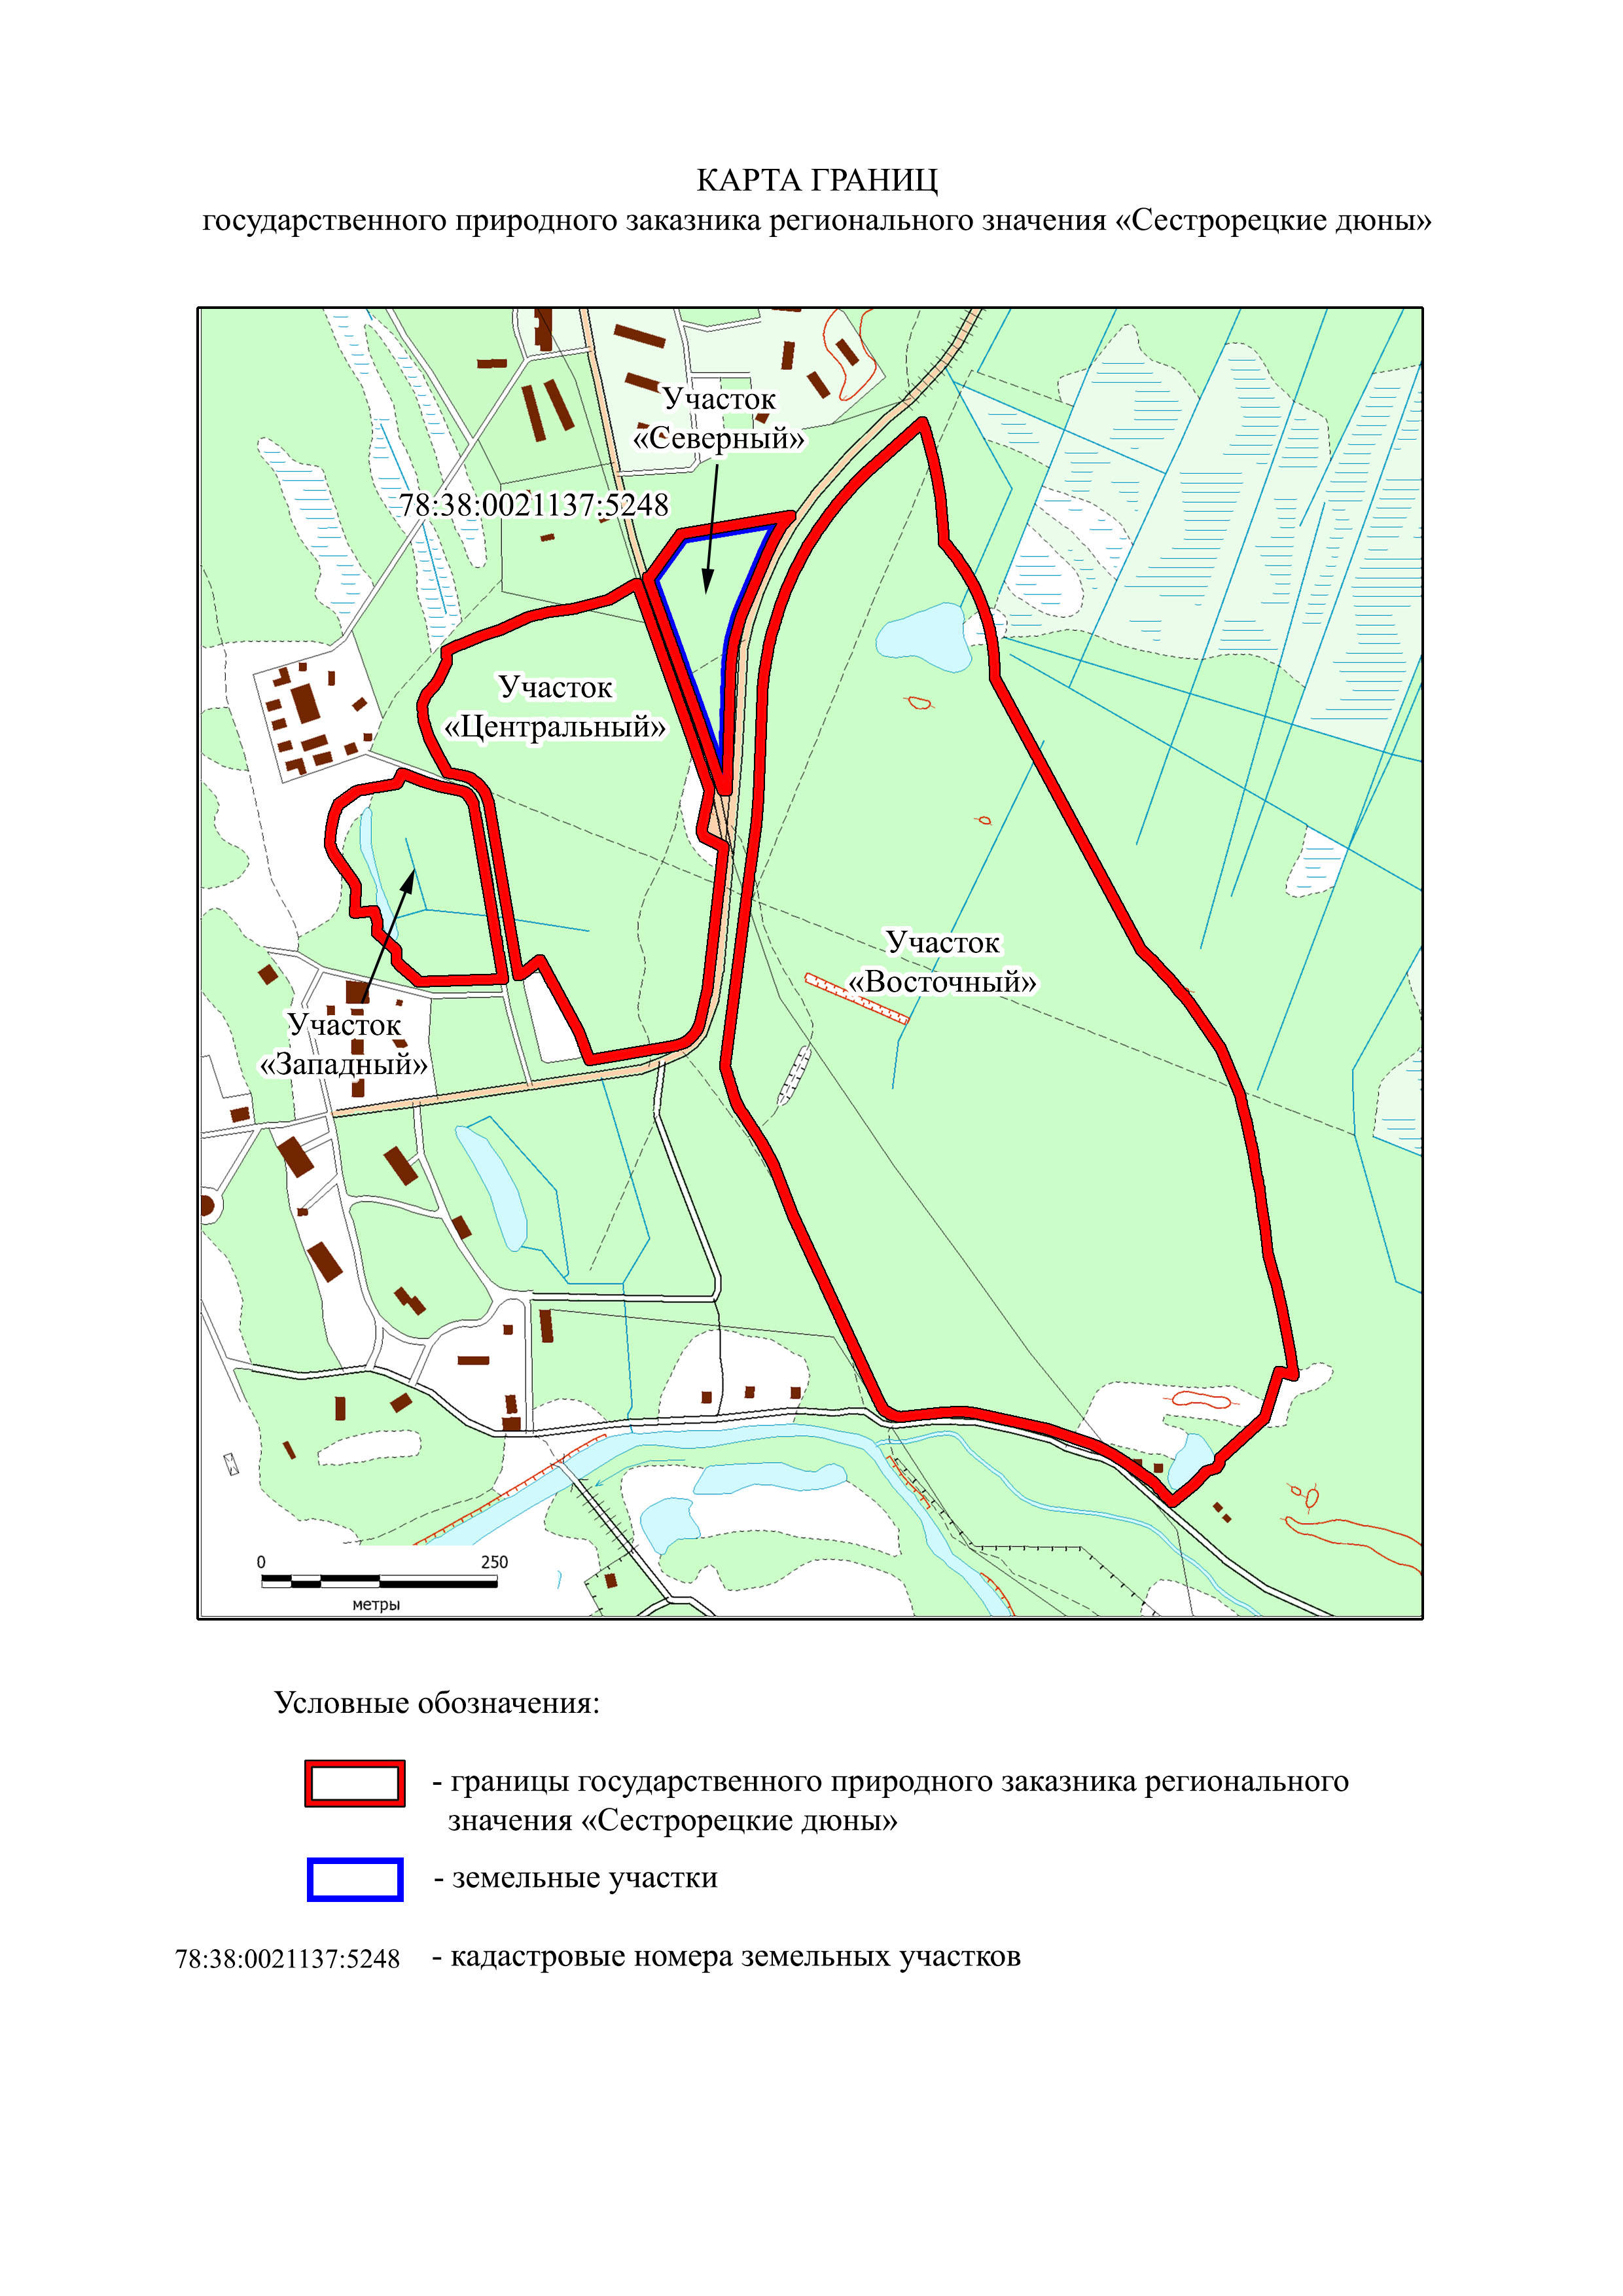 КАРТА ГРАНИЦ
государственного природного заказника регионального значения «Сестрорецкие дюны»
Участок
«Северный»
78:38:0021137:5248
Участок
«Центральный»
Участок
«Восточный»
Участок
«Западный»
0 250
метры
Условные обозначения:
- границы государственного природного заказника регионального
значения «Сестрорецкие дюны»
- земельные участки
78:38:0021137:5248 - кадастровые номера земельных участков